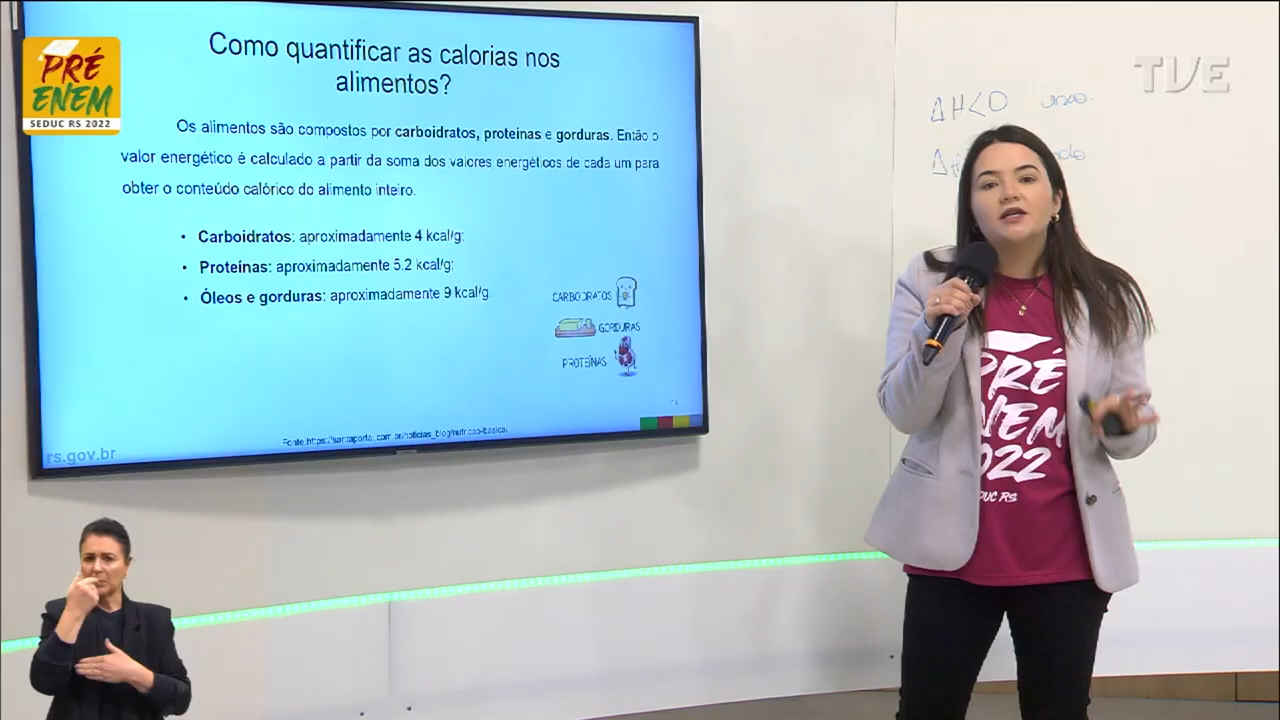 PRÉ
ENEM
SEDUC RS 2022
Como quantificar as calorias nos
alimentos?
Os alimentos são compostos por carboidratos, proteínas e gorduras. Então o
valor energético é calculado a partir da soma dos valores energéticos de cada um para
obter o conteúdo calórico do alimento inteiro.
• Carboidratos: aproximadamente 4 kcal/g;
• Proteínas: aproximadamente 5.2 kcal/g;
• Óleos e gorduras: aproximadamente 9 kcal/g.
CARBOIDRATOS
GORDURAS
PROTEÍNAS
rs.gov.br
TVE
ΔH<0
PRÉ
ENEM
2022
SEDUC RS